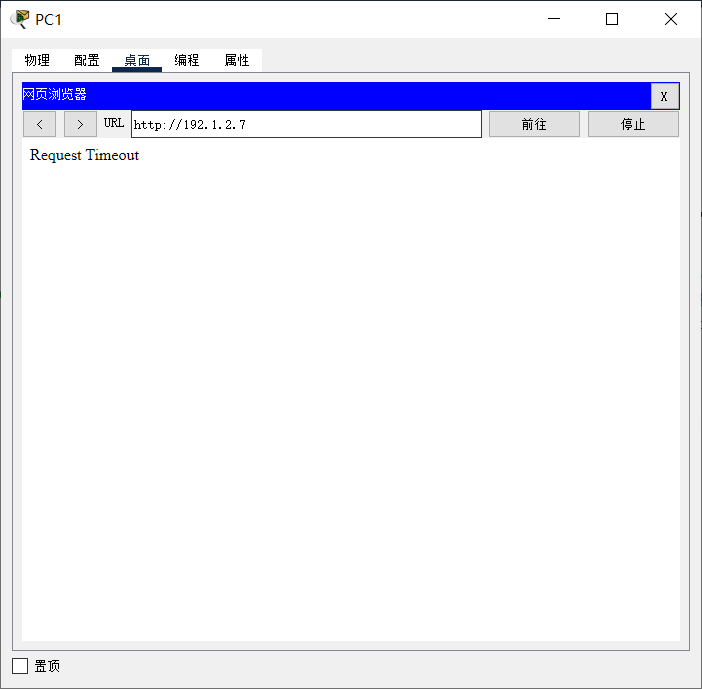 PC1
物理 配置 桌面 编程 属性
网页浏览器 X
< > URL http://192.1.2.7 前往 停止
Request Timeout
置顶